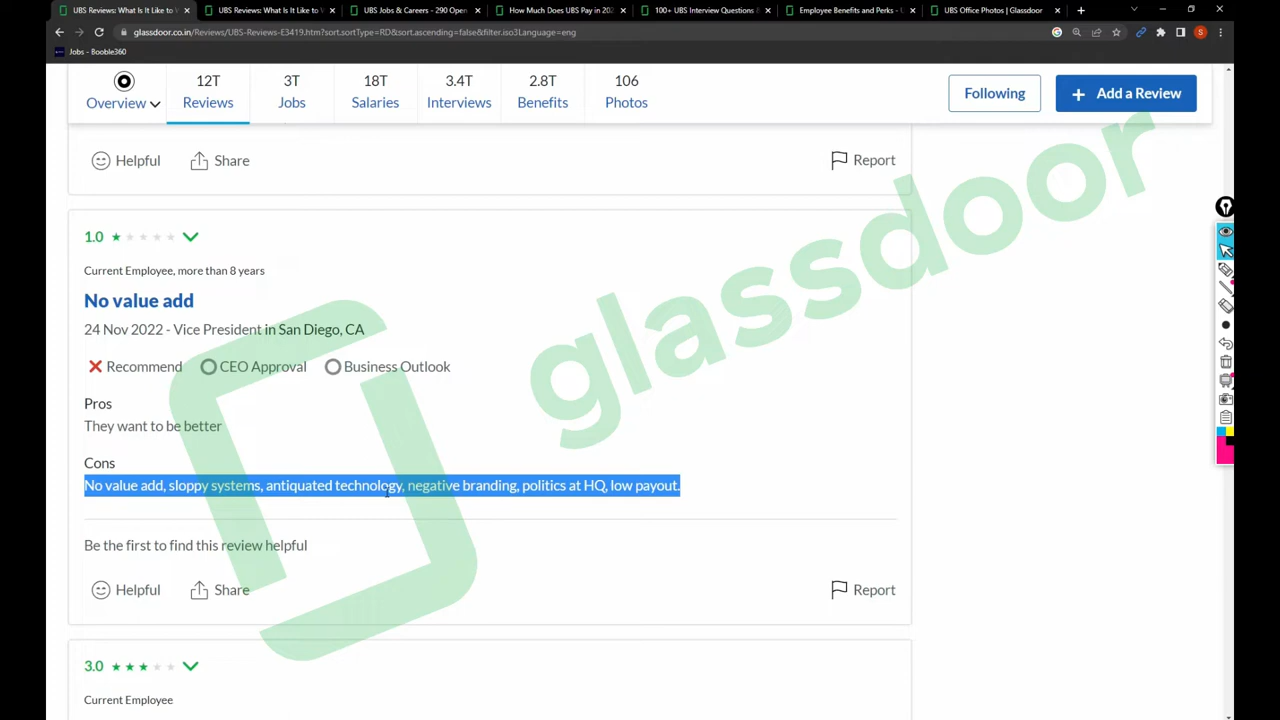 UBS Reviews: What Is It Like to W
UBS Reviews: What Is It Like to W
UBS Jobs & Careers - 290 Open
How Much Does UBS Pay in 202
100+ UBS Interview Questions &
Employee Benefits and Perks - U
UBS Office Photos | Glassdoor
glassdoor.co.in/Reviews/UBS-Reviews-E3419.htm?sort.sortType=RD&sort.ascending=false&filter.iso3Language=eng
S
Jobs - Booble360
12T 3T 18T 3.4T 2.8T 106
Overview Reviews Jobs Salaries Interviews Benefits Photos
Following
+ Add a Review
Helpful Share Report
glassdoor
1.0
Current Employee, more than 8 years
No value add
24 Nov 2022 - Vice President in San Diego, CA
Recommend CEO Approval Business Outlook
Pros
They want to be better
Cons
No value add, sloppy systems, antiquated technology, negative branding, politics at HQ, low payout.
Be the first to find this review helpful
Helpful Share Report
3.0
Current Employee